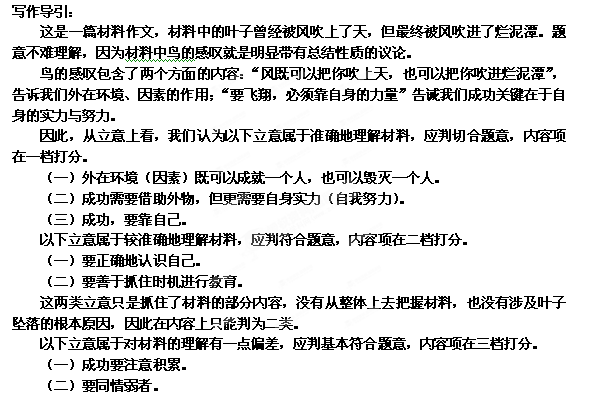 写作导引：
这是一篇材料作文，材料中的叶子曾经被风吹上了天，但最终被风吹进了烂泥潭。题
意不难理解，因为材料中鸟的感叹就是明显带有总结性质的议论。
鸟的感叹包含了两个方面的内容：“风既可以把你吹上天，也可以把你吹进烂泥潭”，
告诉我们外在环境、因素的作用；“要飞翔，必须靠自身的力量”告诫我们成功关键在于自
身的实力与努力。
因此，从立意上看，我们认为以下立意属于准确地理解材料，应判切合题意，内容项
在一档打分。
（一）外在环境（因素）既可以成就一个人，也可以毁灭一个人。
（二）成功需要借助外物，但更需要自身实力（自我努力）。
（三）成功，要靠自己。
以下立意属于较准确地理解材料，应判符合题意，内容项在二档打分。
（一）要正确地认识自己。
（二）要善于抓住时机进行教育。
这两类立意只是抓住了材料的部分内容，没有从整体上去把握材料，也没有涉及叶子
坠落的根本原因，因此在内容上只能判为二类。
以下立意属于对材料的理解有一点偏差，应判基本符合题意，内容项在三档打分。
（一）成功要注意积累。
（二）要同情弱者。